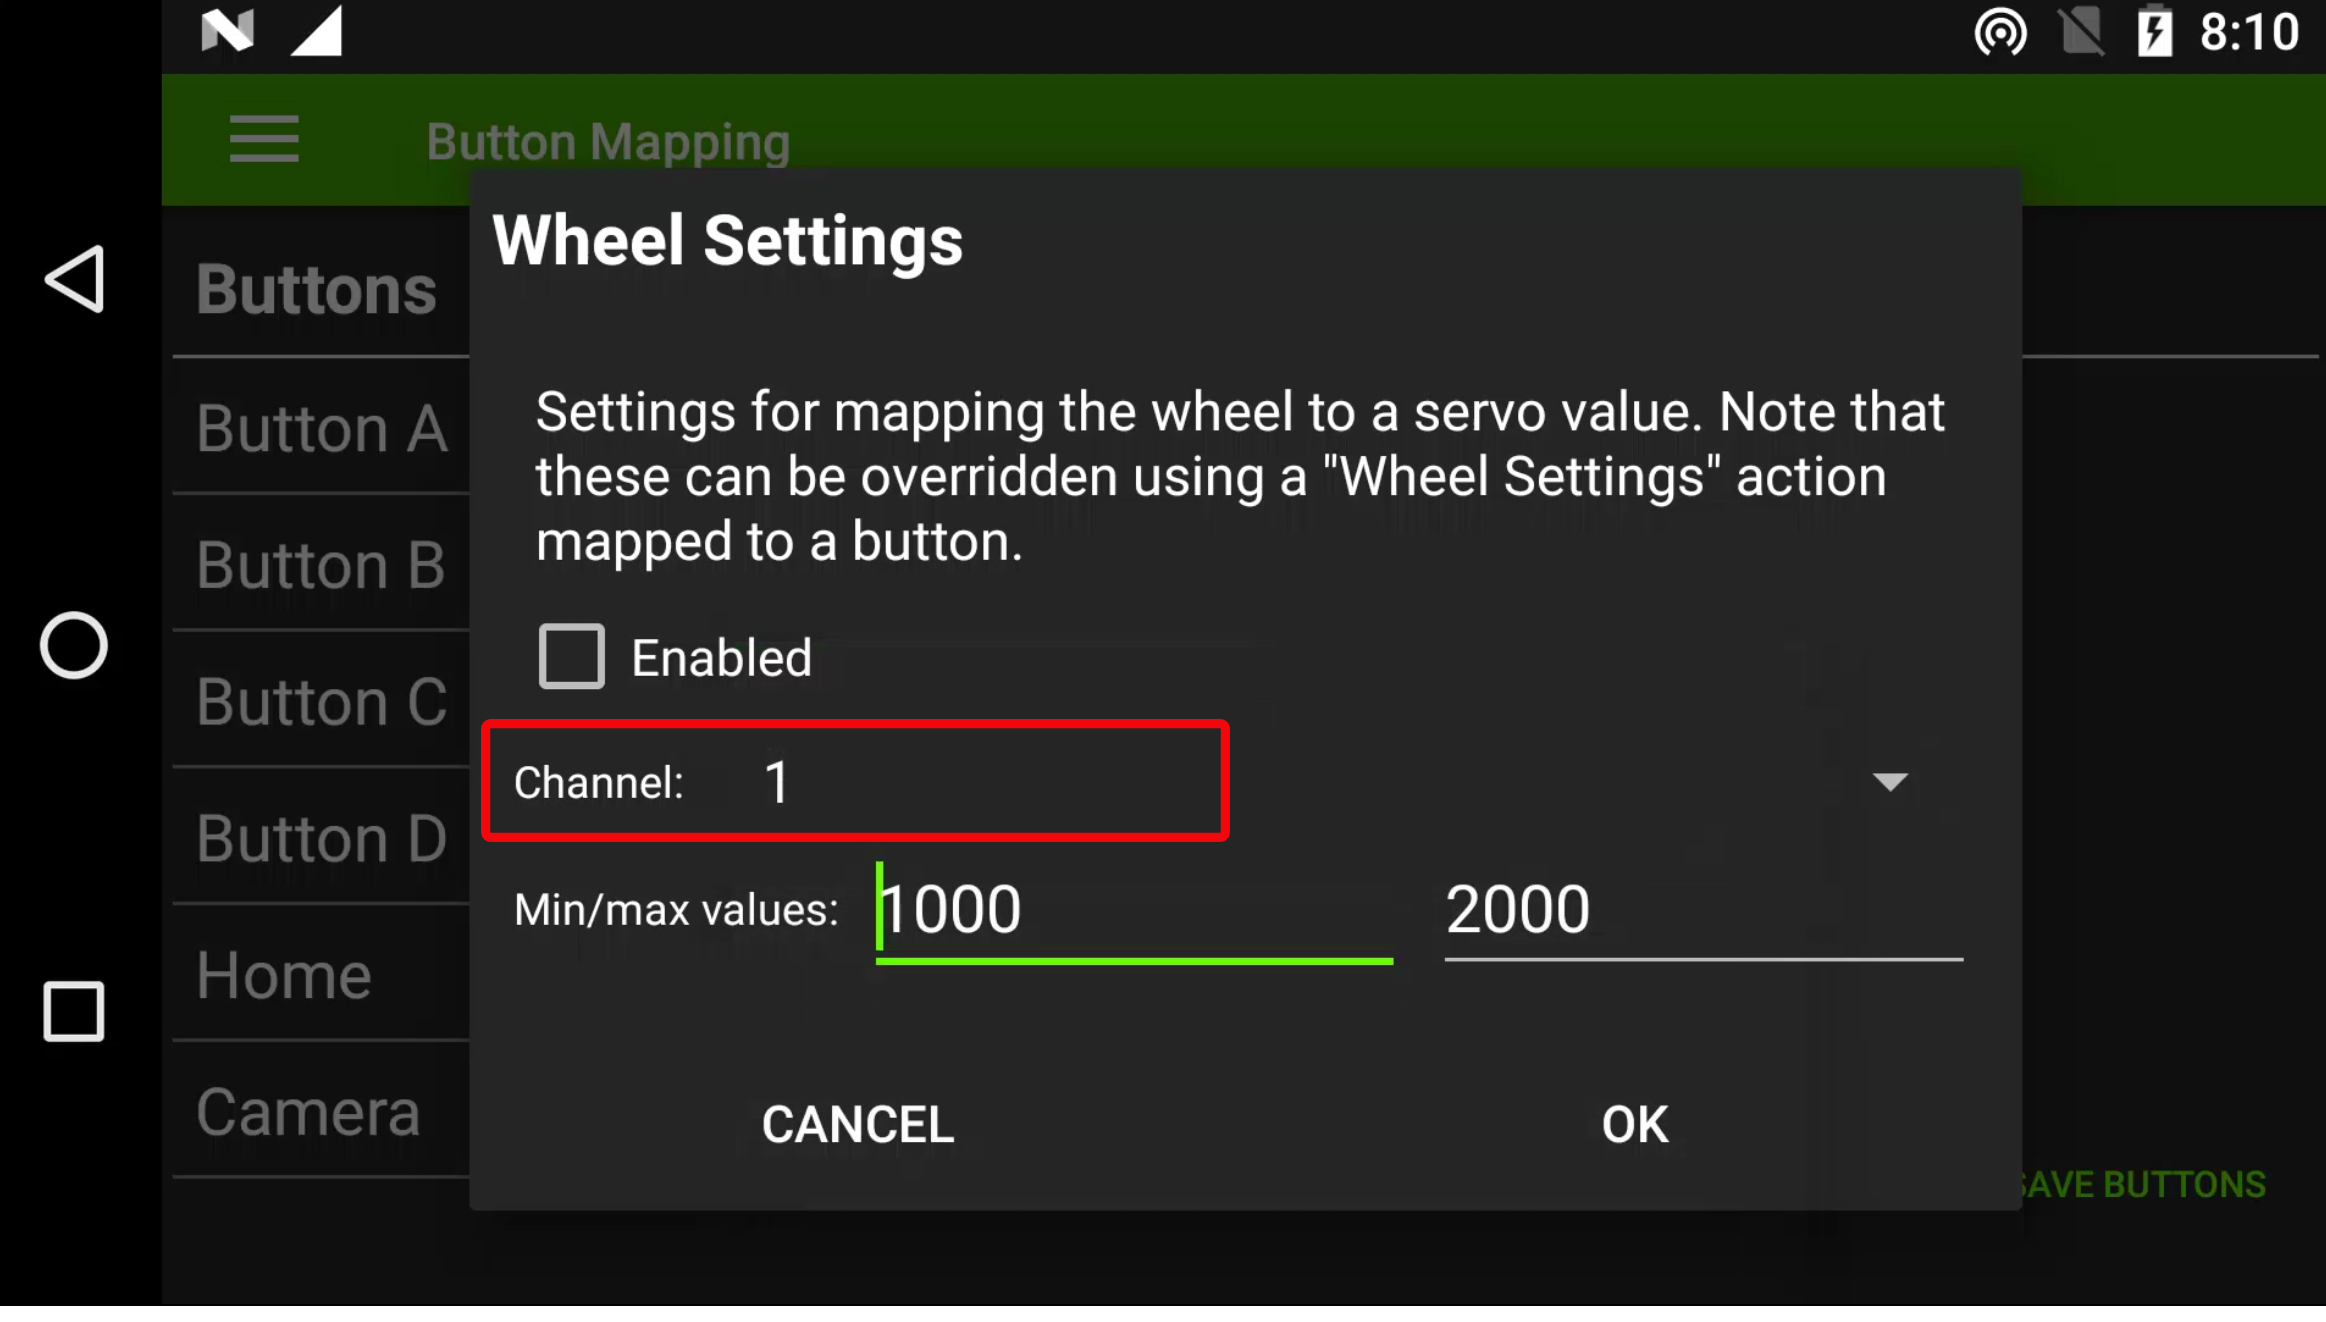 8:10
Button Mapping
Wheel Settings
Buttons
Settings for mapping the wheel to a servo value. Note that
these can be overridden using a "Wheel Settings" action
mapped to a button.
Button A
Button B
Enabled
Button C
Channel: 1
Button D
Min/max values: 1000 2000
Home
Camera
CANCEL OK
SAVE BUTTONS